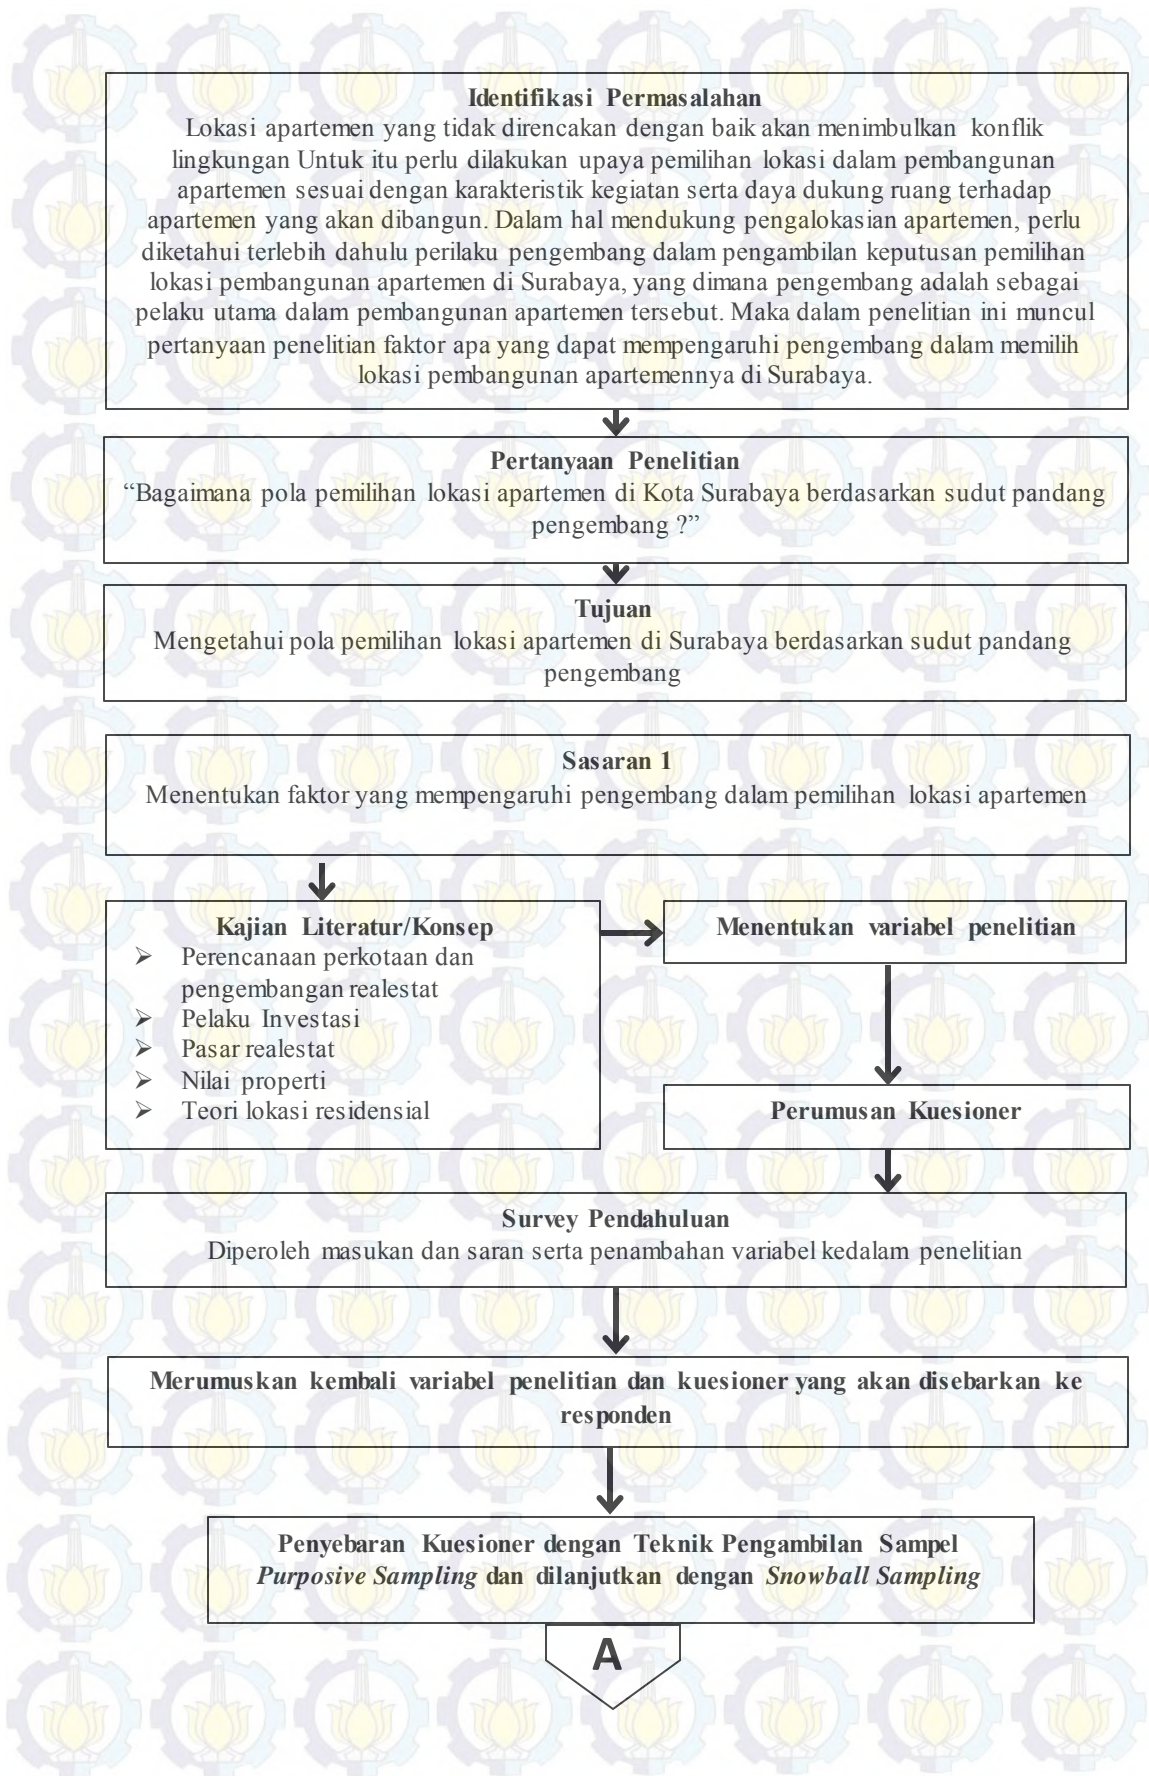 Identifikasi Permasalahan
Lokasi apartemen yang tidak direncakan dengan baik akan menimbulkan konflik
lingkungan Untuk itu perlu dilakukan upaya pemilihan lokasi dalam pembangunan
apartemen sesuai dengan karakteristik kegiatan serta daya dukung ruang terhadap
apartemen yang akan dibangun. Dalam hal mendukung pengalokasian apartemen, perlu
diketahui terlebih dahulu perilaku pengembang dalam pengambilan keputusan pemilihan
lokasi pembangunan apartemen di Surabaya, yang dimana pengembang adalah sebagai
pelaku utama dalam pembangunan apartemen tersebut. Maka dalam penelitian ini muncul
pertanyaan penelitian faktor apa yang dapat mempengaruhi pengembang dalam memilih
lokasi pembangunan apartemennya di Surabaya.
Pertanyaan Penelitian
“Bagaimana pola pemilihan lokasi apartemen di Kota Surabaya berdasarkan sudut pandang
pengembang ?”
Tujuan
Mengetahui pola pemilihan lokasi apartemen di Surabaya berdasarkan sudut pandang
pengembang
Sasaran 1
Menentukan faktor yang mempengaruhi pengembang dalam pemilihan lokasi apartemen
Kajian Literatur/Konsep
➢ Perencanaan perkotaan dan
pengembangan realestat
➢ Pelaku Investasi
➢ Pasar realestat
➢ Nilai properti
➢ Teori lokasi residensial
Menentukan variabel penelitian
Perumusan Kuesioner
Survey Pendahuluan
Diperoleh masukan dan saran serta penambahan variabel kedalam penelitian
Merumuskan kembali variabel penelitian dan kuesioner yang akan disebarkan ke
responden
Penyebaran Kuesioner dengan Teknik Pengambilan Sampel
Purposive Sampling dan dilanjutkan dengan Snowball Sampling
A